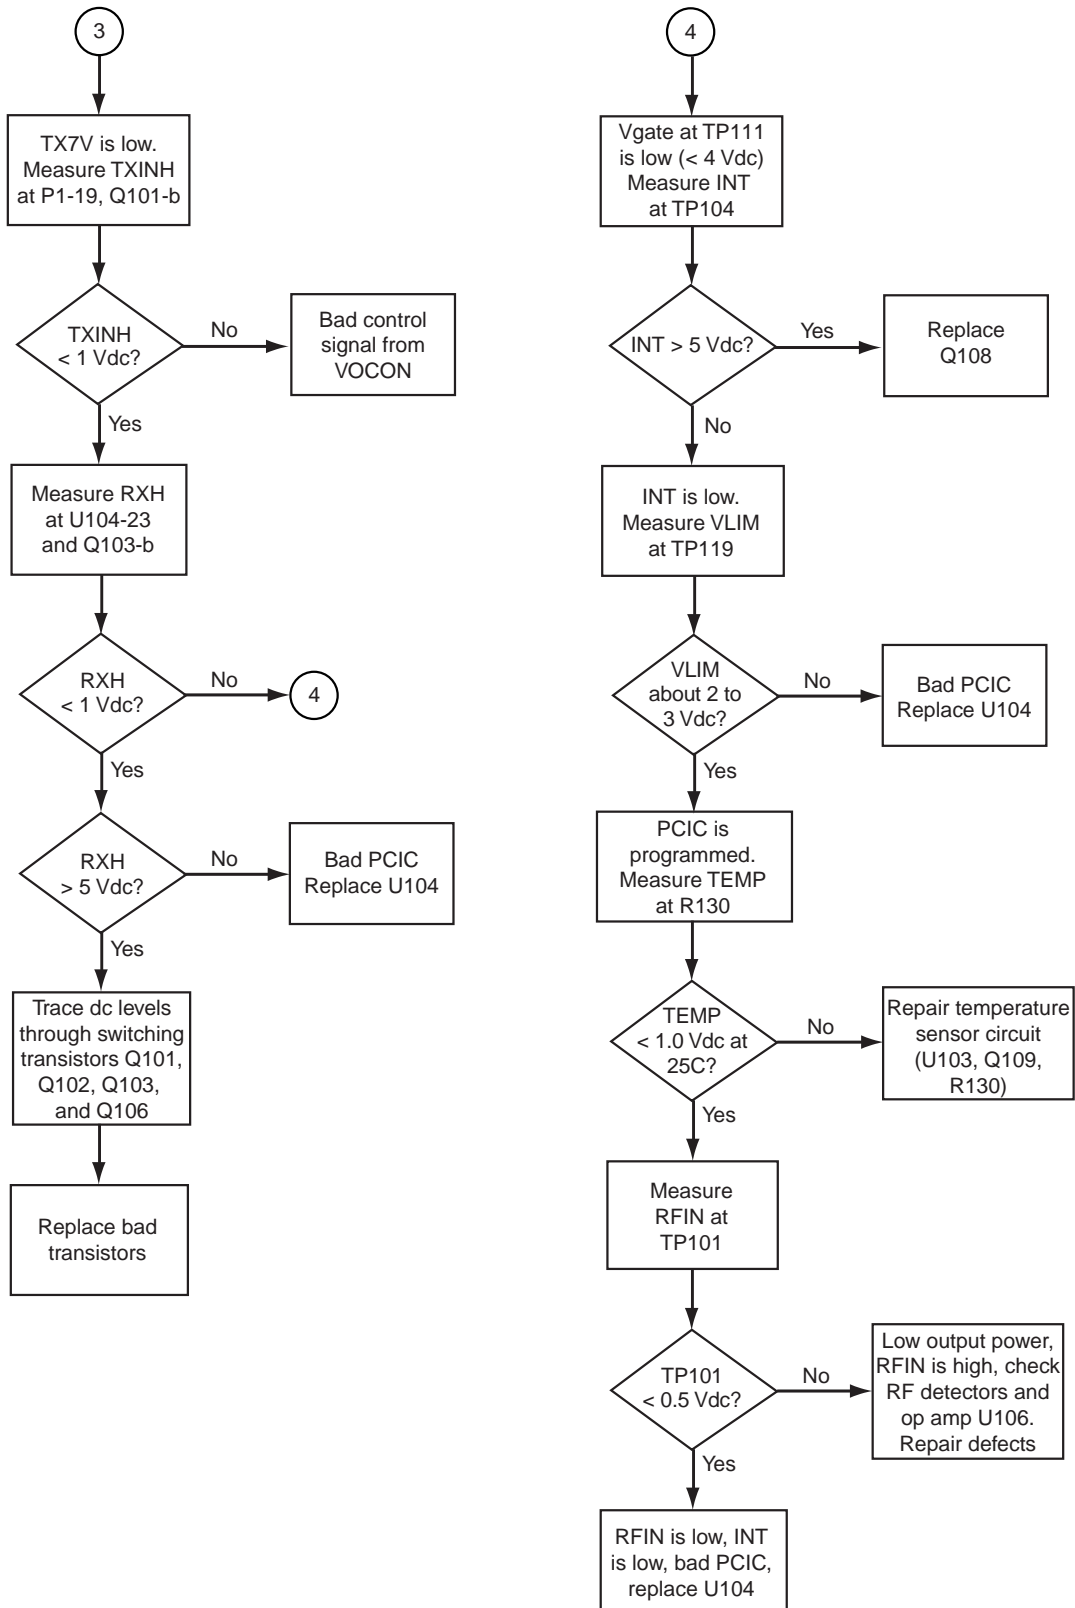 3
TX7V is low.
Measure TXINH
at P1-19, Q101-b
TXINH
< 1 Vdc?
No
Bad control
signal from
VOCON
Yes
Measure RXH
at U104-23
and Q103-b
RXH
< 1 Vdc?
No
4
Yes
RXH
> 5 Vdc?
No
Bad PCIC
Replace U104
Yes
Trace dc levels
through switching
transistors Q101,
Q102, Q103,
and Q106
Replace bad
transistors
4
Vgate at TP111
is low (< 4 Vdc)
Measure INT
at TP104
INT > 5 Vdc?
Yes
Replace
Q108
No
INT is low.
Measure VLIM
at TP119
VLIM
about 2 to
3 Vdc?
No
Bad PCIC
Replace U104
Yes
PCIC is
programmed.
Measure TEMP
at R130
TEMP
< 1.0 Vdc at
25C?
No
Repair temperature
sensor circuit
(U103, Q109,
R130)
Yes
Measure
RFIN at
TP101
TP101
< 0.5 Vdc?
No
Low output power,
RFIN is high, check
RF detectors and
op amp U106.
Repair defects
Yes
RFIN is low, INT
is low, bad PCIC,
replace U104